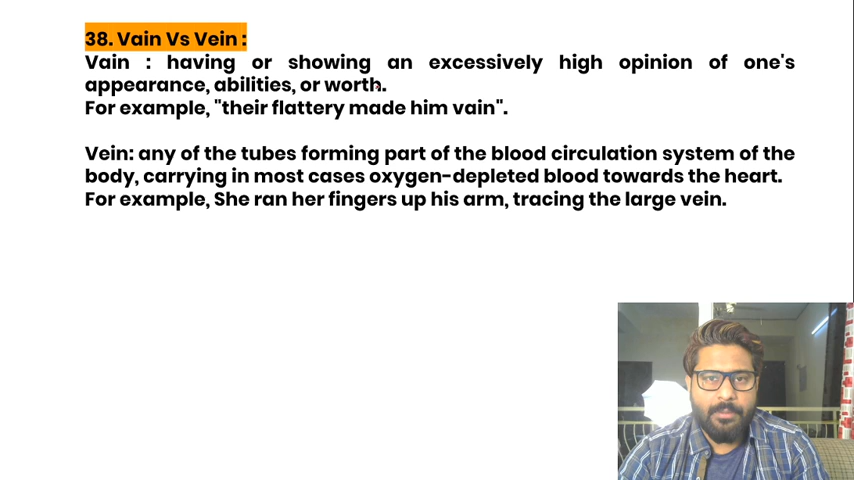 38. Vain Vs Vein :
Vain : having or showing an excessively high opinion of one's
appearance, abilities, or worth.
For example, "their flattery made him vain".
Vein: any of the tubes forming part of the blood circulation system of the
body, carrying in most cases oxygen-depleted blood towards the heart.
For example, She ran her fingers up his arm, tracing the large vein.